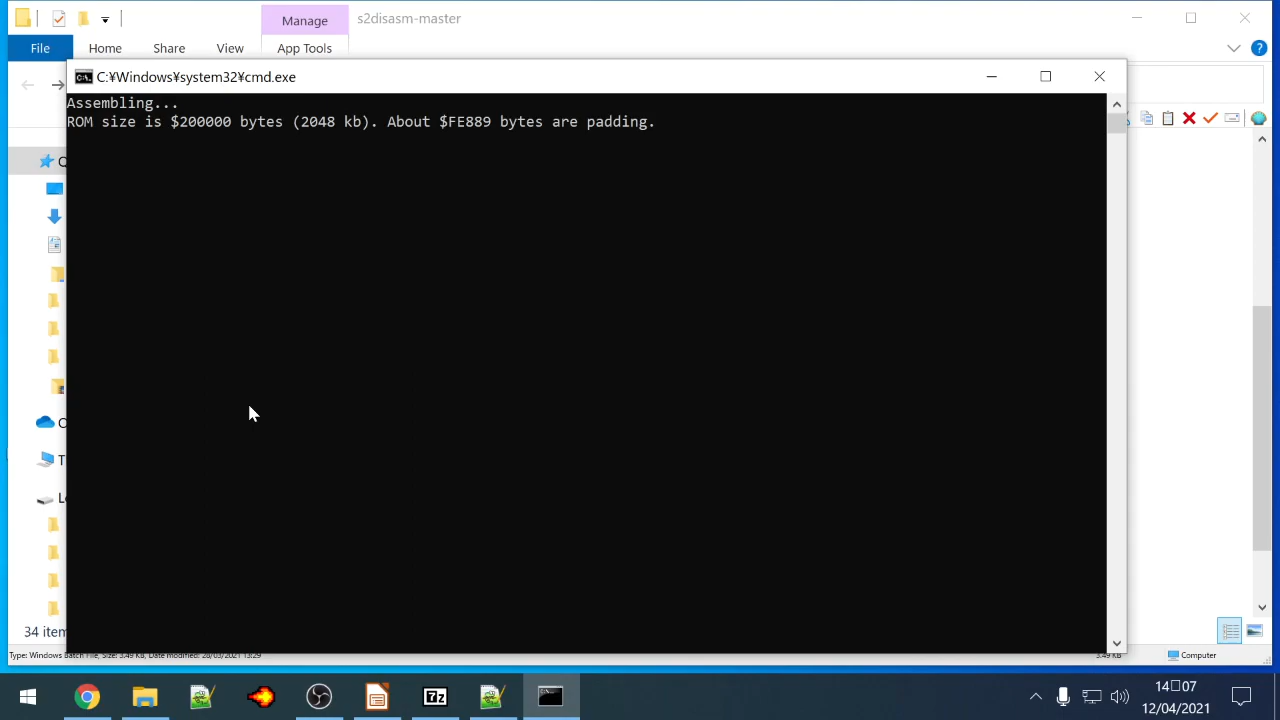 Manage
s2disasm-master
File
Home
Share
View
App Tools
C:¥Windows¥system32¥cmd.exe
Assembling...
ROM size is $200000 bytes (2048 kb). About $FE889 bytes are padding.
34 item
Type: Windows Batch File, Size: 3.49 KB, Date modified: 28/03/2021 13:29
3.49 KB
Computer
7z
14□07
12/04/2021